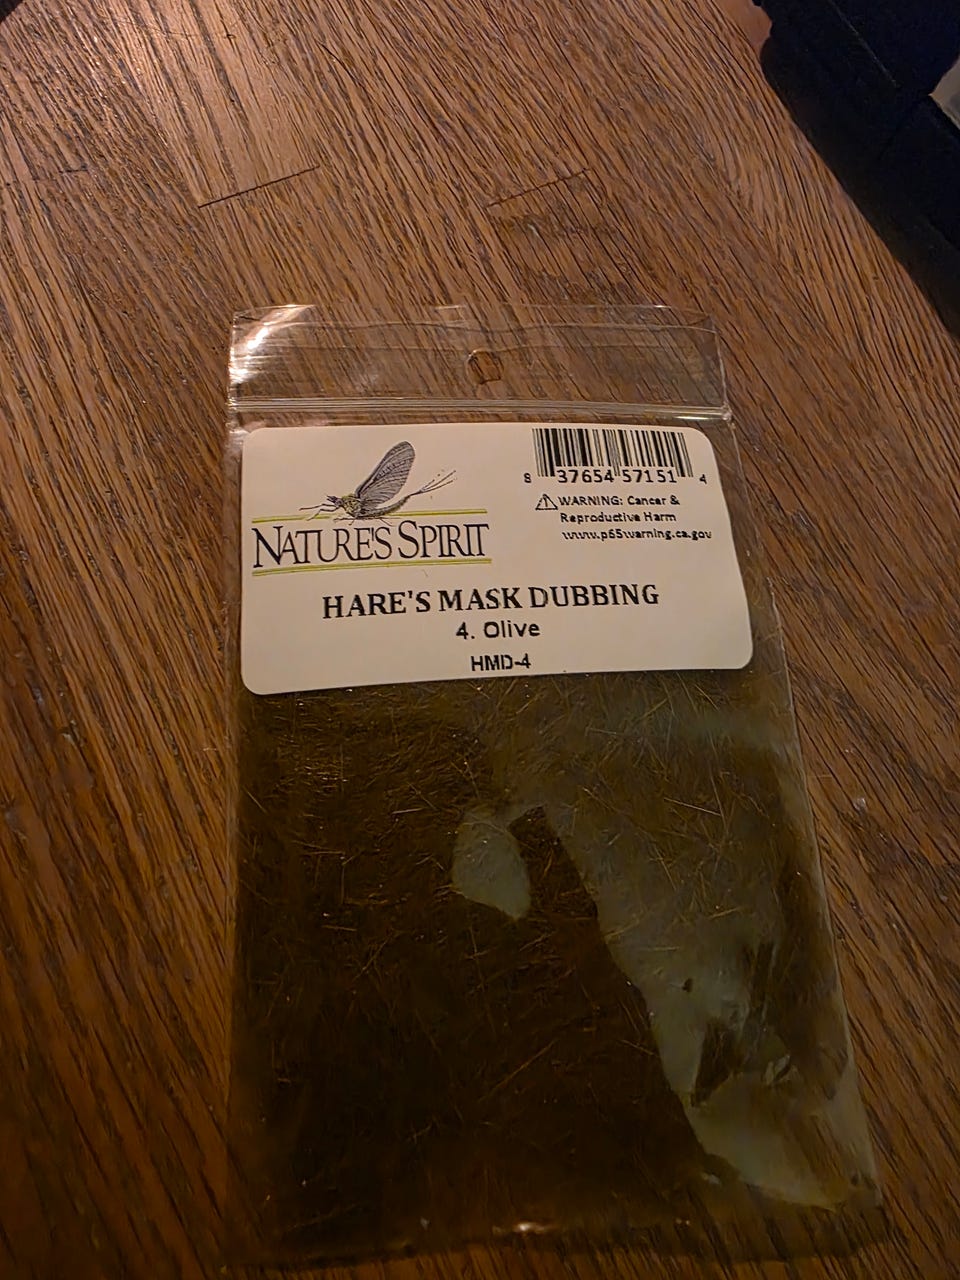 8 37654 57151 4
WARNING: Cancer &
Reproductive Harm
www.p65warning.ca.gov
NATURE'S SPIRIT
HARE'S MASK DUBBING
4. Olive
HMD-4